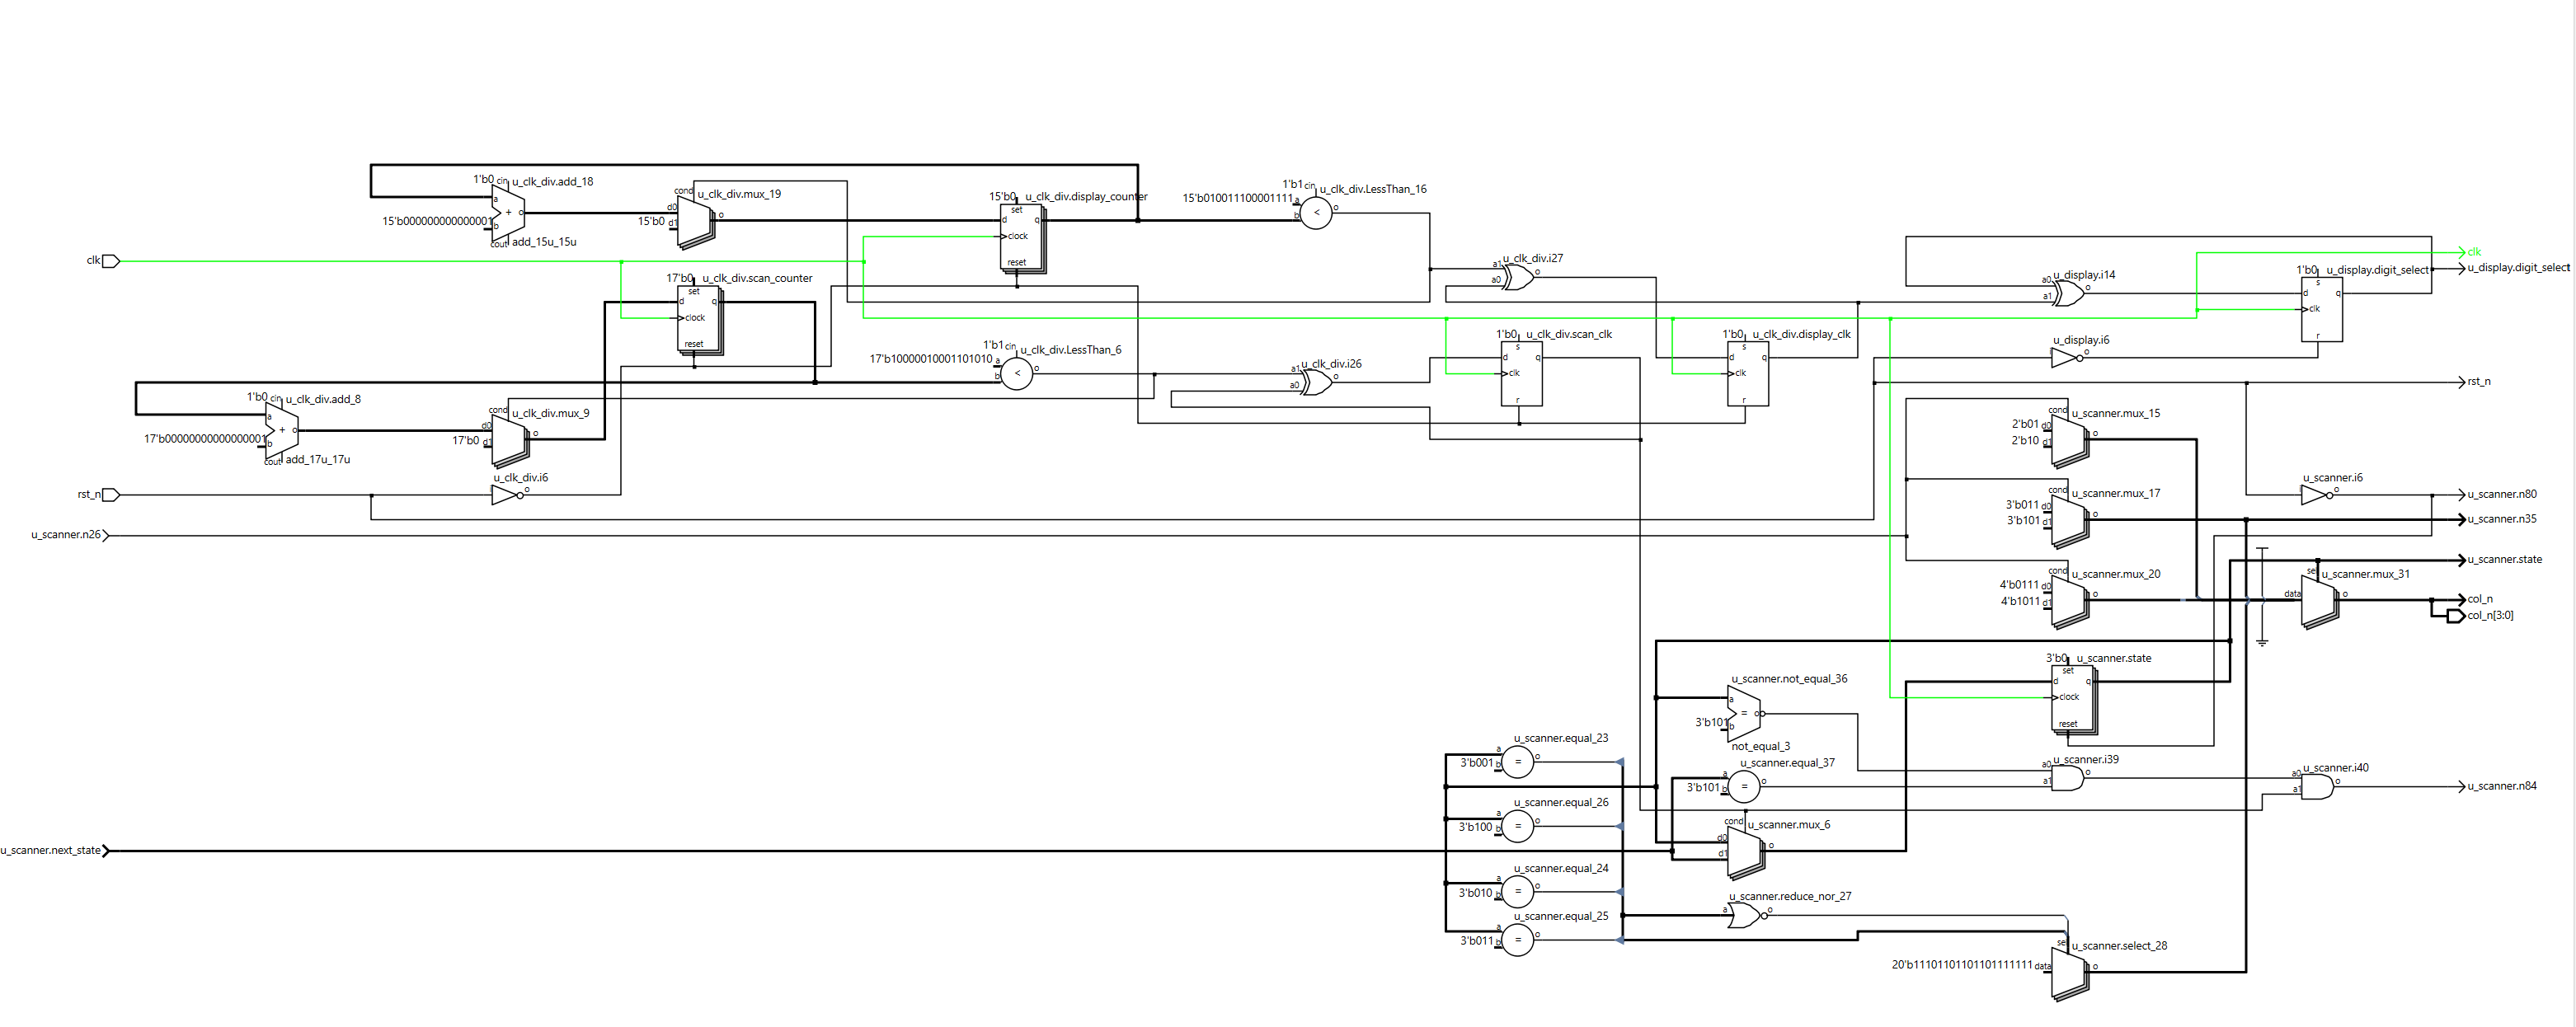 1'b0 cin u_clk_div.add_18
a
+ o
15'b000000000000001 b
cout add_15u_15u
cond u_clk_div.mux_19
d0 o
15'b0 d1
15'b0 u_clk_div.display_counter
set
d q
clock
reset
1'b1 cin u_clk_div.LessThan_16
15'b010011100001111 a
< o
b
clk
17'b0 u_clk_div.scan_counter
set
d q
clock
reset
1'b1 cin u_clk_div.LessThan_6
17'b10000010001101010 a
< o
b
a1 u_clk_div.i27
a0 o
a1 u_clk_div.i26
a0 o
1'b0 u_clk_div.scan_clk
s
d q
clk
r
1'b0 u_clk_div.display_clk
s
d q
clk
r
u_display.i14
a0 o
a1
1'b0 u_display.digit_select
s
d q
clk
r
clk
u_display.digit_select
u_display.i6
o
rst_n
1'b0 cin u_clk_div.add_8
a
+ o
17'b00000000000000001 b
cout add_17u_17u
cond u_clk_div.mux_9
d0 o
17'b0 d1
rst_n
u_clk_div.i6
o
u_scanner.n26
cond u_scanner.mux_15
2'b01 d0 o
2'b10 d1
cond u_scanner.mux_17
3'b011 d0 o
3'b101 d1
cond u_scanner.mux_20
4'b0111 d0 o
4'b1011 d1
u_scanner.i6
o
u_scanner.n80
u_scanner.n35
u_scanner.state
sel u_scanner.mux_31
data o
col_n
col_n[3:0]
3'b0 u_scanner.state
set
d q
clock
reset
u_scanner.not_equal_36
a
= o
3'b101 b
not_equal_3
u_scanner.equal_23
a
3'b001 b = o
u_scanner.equal_37
a
3'b101 b = o
u_scanner.i39
a0 o
a1
u_scanner.i40
a0 o
a1
u_scanner.n84
u_scanner.equal_26
a
3'b100 b = o
cond u_scanner.mux_6
d0 o
d1
u_scanner.next_state
u_scanner.equal_24
a
3'b010 b = o
u_scanner.reduce_nor_27
a o
u_scanner.equal_25
a
3'b011 b = o
sel u_scanner.select_28
20'b11101101101101111111 data o